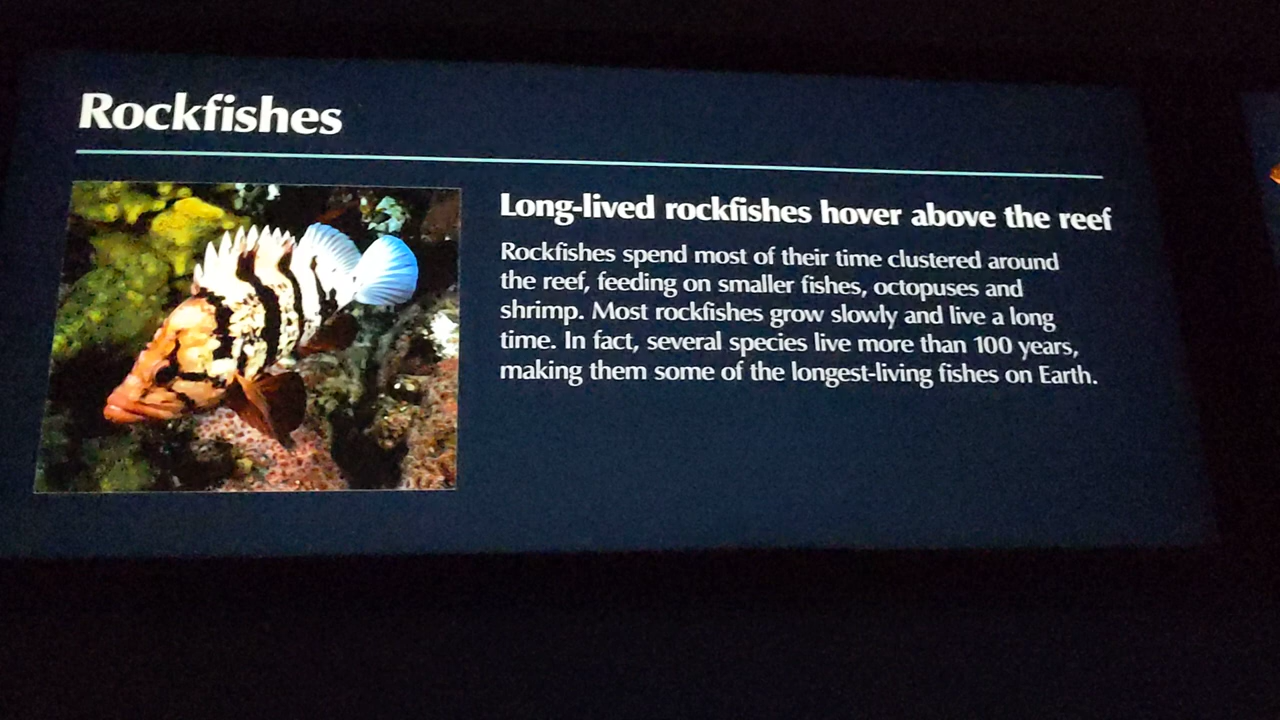 Rockfishes
Long-lived rockfishes hover above the reef
Rockfishes spend most of their time clustered around
the reef, feeding on smaller fishes, octopuses and
shrimp. Most rockfishes grow slowly and live a long
time. In fact, several species live more than 100 years,
making them some of the longest-living fishes on Earth.